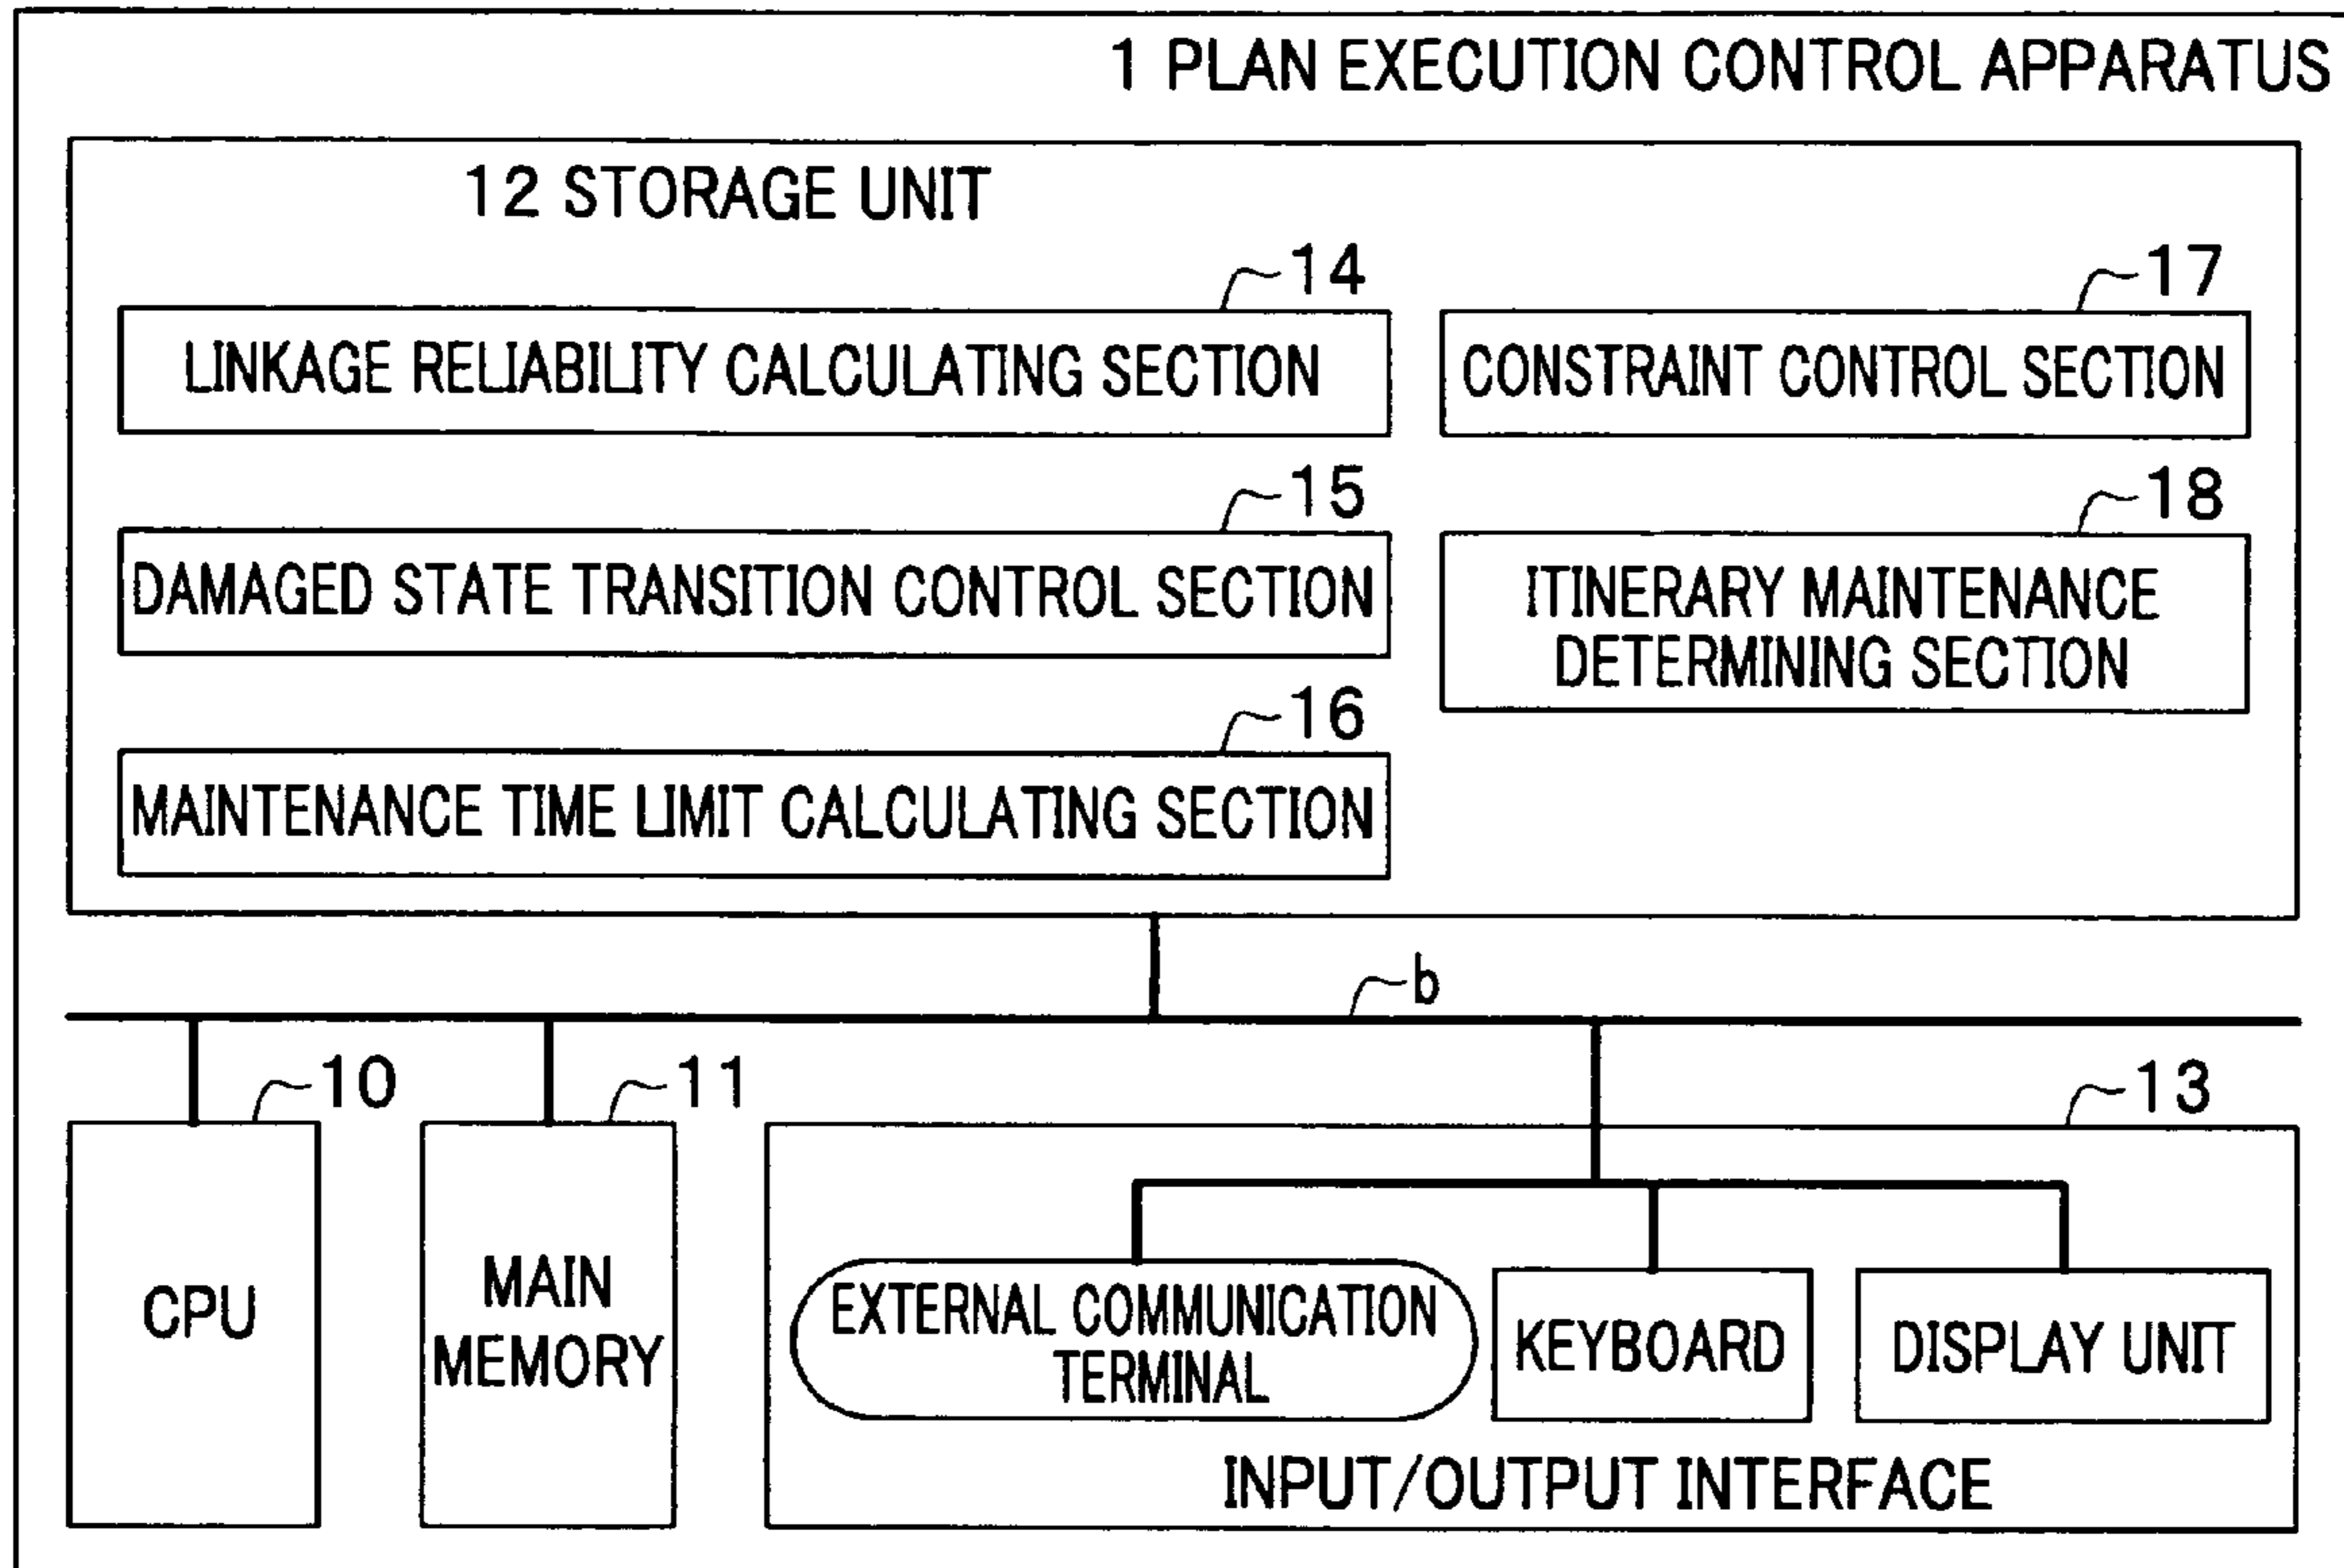 1 PLAN EXECUTION CONTROL APPARATUS
12 STORAGE UNIT
14
LINKAGE RELIABILITY CALCULATING SECTION
17
CONSTRAINT CONTROL SECTION
15
DAMAGED STATE TRANSITION CONTROL SECTION
18
ITINERARY MAINTENANCE
DETERMINING SECTION
16
MAINTENANCE TIME LIMIT CALCULATING SECTION
b
10
CPU
11
MAIN
MEMORY
13
EXTERNAL COMMUNICATION
TERMINAL
KEYBOARD
DISPLAY UNIT
INPUT/OUTPUT INTERFACE